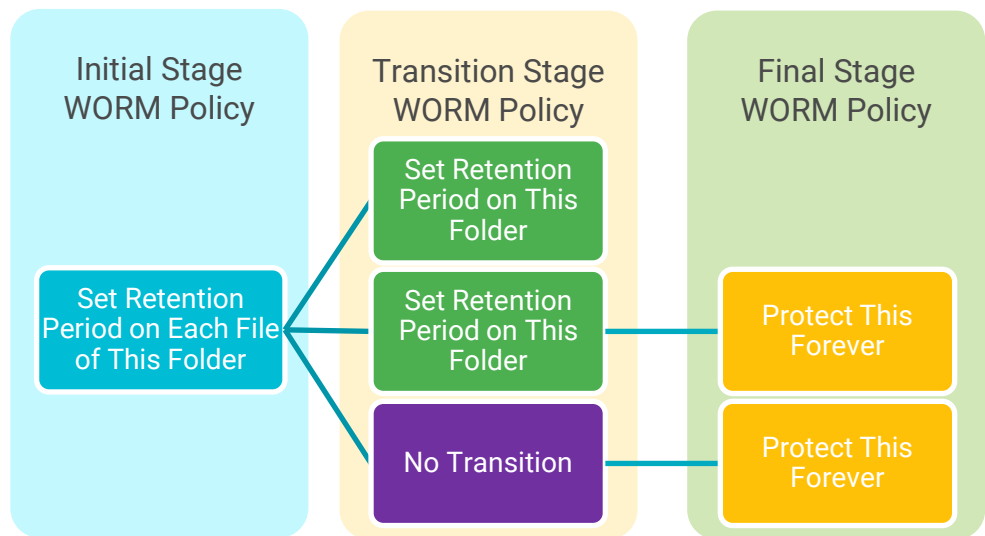 Initial Stage
WORM Policy
Transition Stage
WORM Policy
Final Stage
WORM Policy
Set Retention
Period on Each File
of This Folder
Set Retention
Period on This
Folder
Set Retention
Period on This
Folder
No Transition
Protect This
Forever
Protect This
Forever